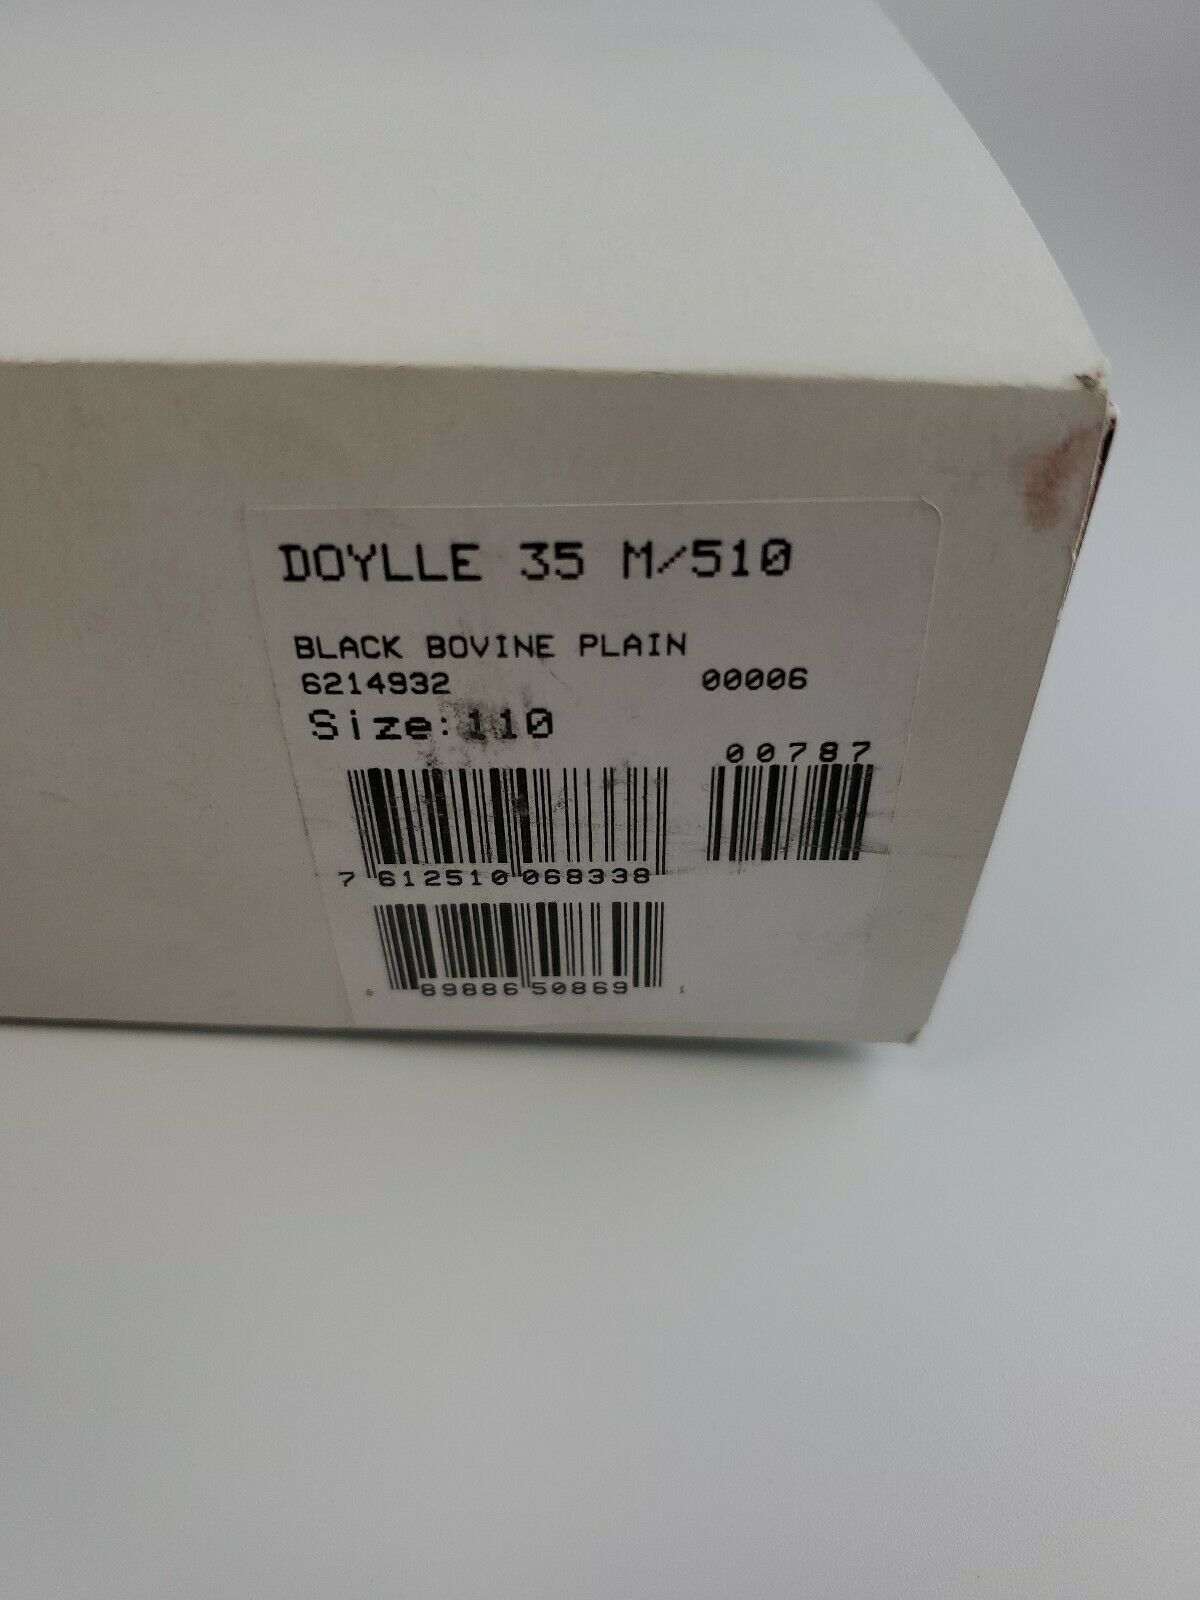 DOYLLE 35 M/510
BLACK BOVINE PLAIN
6214932 00006
Size: 110
00787
7 612510 068338
89886 50869